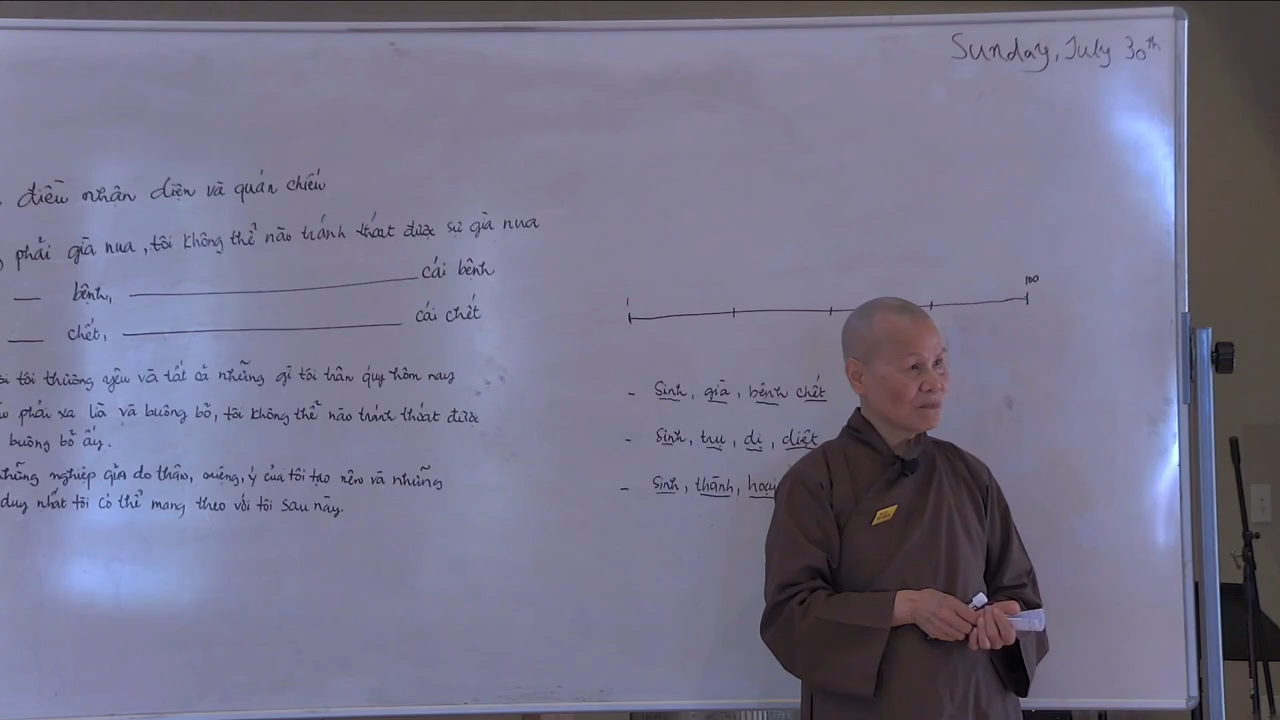 Sunday, July 30th
điều nhận diện và quán chiếu
phải già nua, tôi không thể nào tránh thoát được sự già nua
bệnh, cái bệnh
chết, cái chết
tôi thương yêu và tất cả những gì tôi trân quý hôm nay
phải xa lìa và buông bỏ, tôi không thể nào tránh thoát được
buông bỏ ấy.
những nghiệp quả do thân, miệng, ý của tôi tạo nên và những
duy nhất tôi có thể mang theo với tôi sau này.
1 100
- Sinh, già, bệnh chết
- Sinh, trụ, dị, diệt
- Sinh, thành, hoại